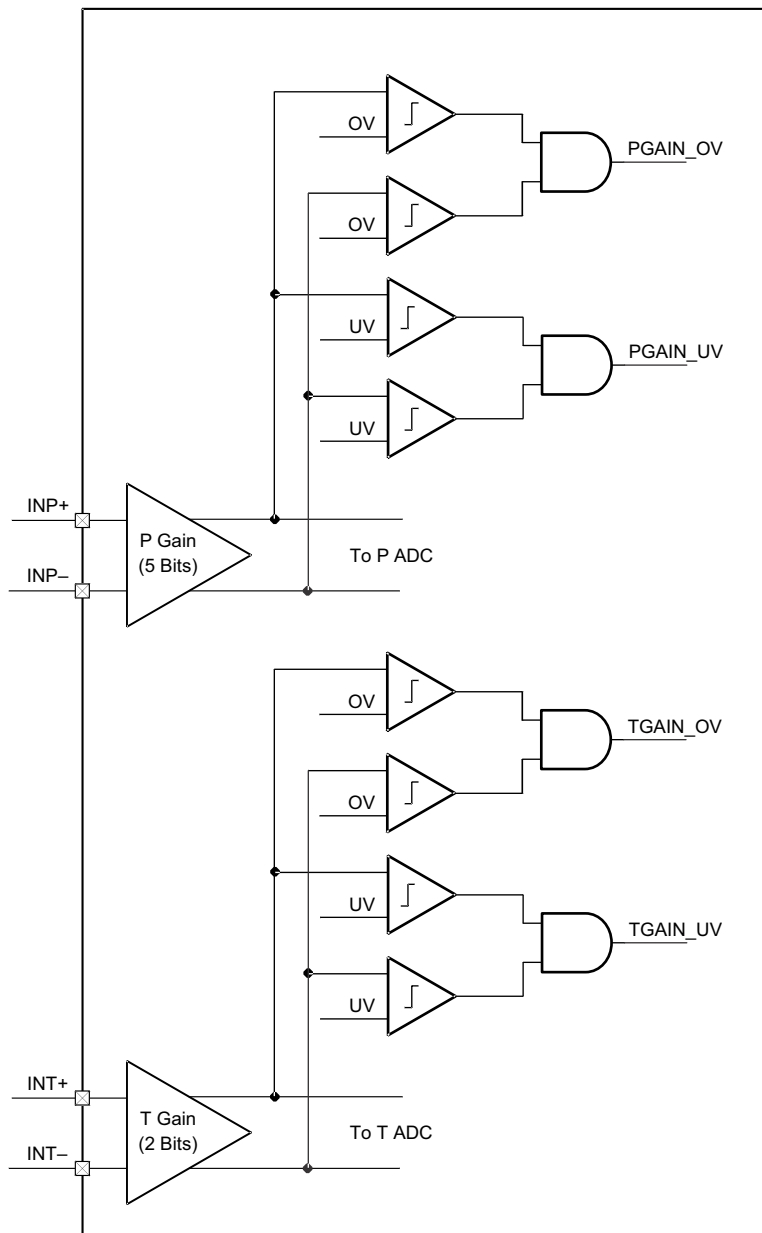 OV
PGAIN_OV
OV
UV
PGAIN_UV
UV
INP+
P Gain
(5 Bits)
To P ADC
INP–
OV
TGAIN_OV
OV
UV
TGAIN_UV
UV
INT+
T Gain
(2 Bits)
To T ADC
INT–